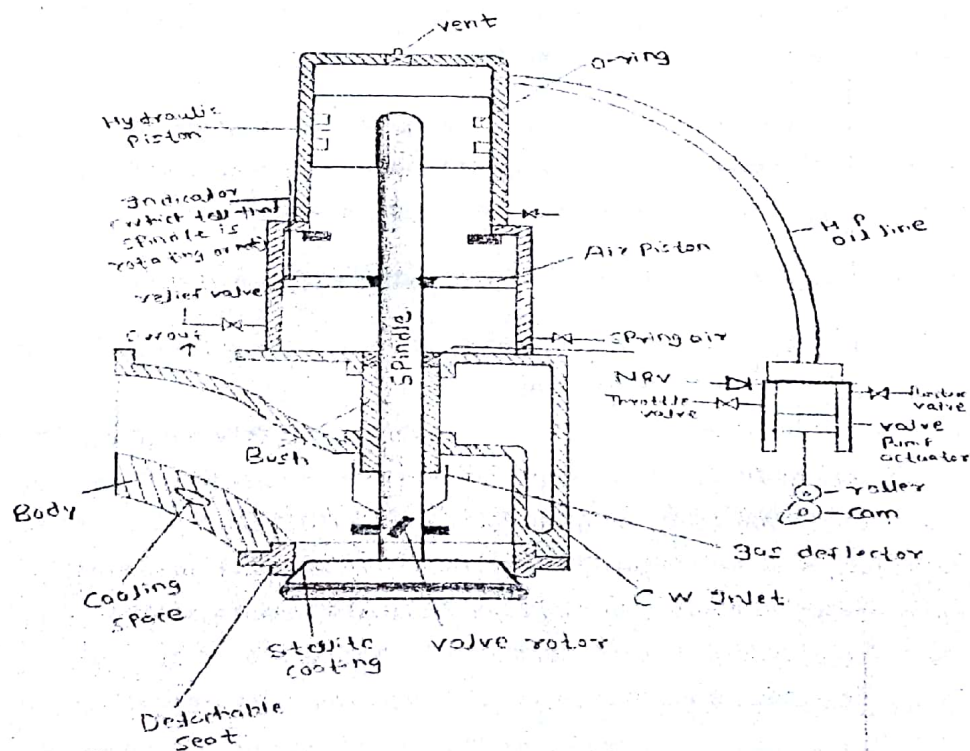 vent
O-ring
Hydraulic
Piston
Indicator
which tell that
Spindle is
rotating or not
relief valve
H P
Oil line
Air Piston
Spindle
Spring air
NRV
Throttle
valve
valve
Pump
actuator
roller
cam
Bush
Body
gas deflector
C W Inlet
Cooling
space
Stellite
cooting
valve rotor
Detachable
seat